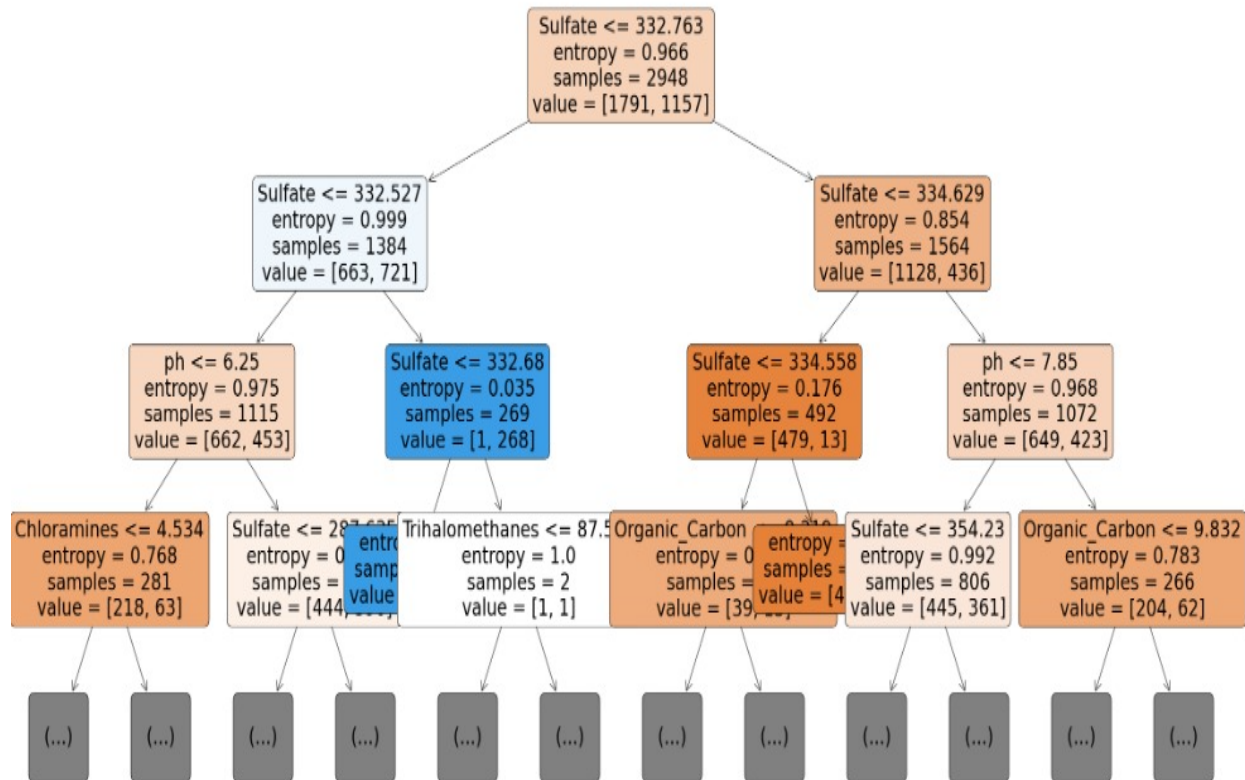 Sulfate <= 332.763
entropy = 0.966
samples = 2948
value = [1791, 1157]
Sulfate <= 332.527
entropy = 0.999
samples = 1384
value = [663, 721]
Sulfate <= 334.629
entropy = 0.854
samples = 1564
value = [1128, 436]
ph <= 6.25
entropy = 0.975
samples = 1115
value = [662, 453]
Sulfate <= 332.68
entropy = 0.035
samples = 269
value = [1, 268]
Sulfate <= 334.558
entropy = 0.176
samples = 492
value = [479, 13]
ph <= 7.85
entropy = 0.968
samples = 1072
value = [649, 423]
Chloramines <= 4.534
entropy = 0.768
samples = 281
value = [218, 63]
Sulfate <=
value = [444,
value
Trihalomethanes <= 87.5
entropy = 1.0
samples = 2
value = [1, 1]
Organic_Carbon
entropy =
samples =
value = [39,
entropy =
samples =
value = [4
Sulfate <= 354.23
entropy = 0.992
samples = 806
value = [445, 361]
Organic_Carbon <= 9.832
entropy = 0.783
samples = 266
value = [204, 62]
(...)
(...)
(...)
(...)
(...)
(...)
(...)
(...)
(...)
(...)
(...)
(...)